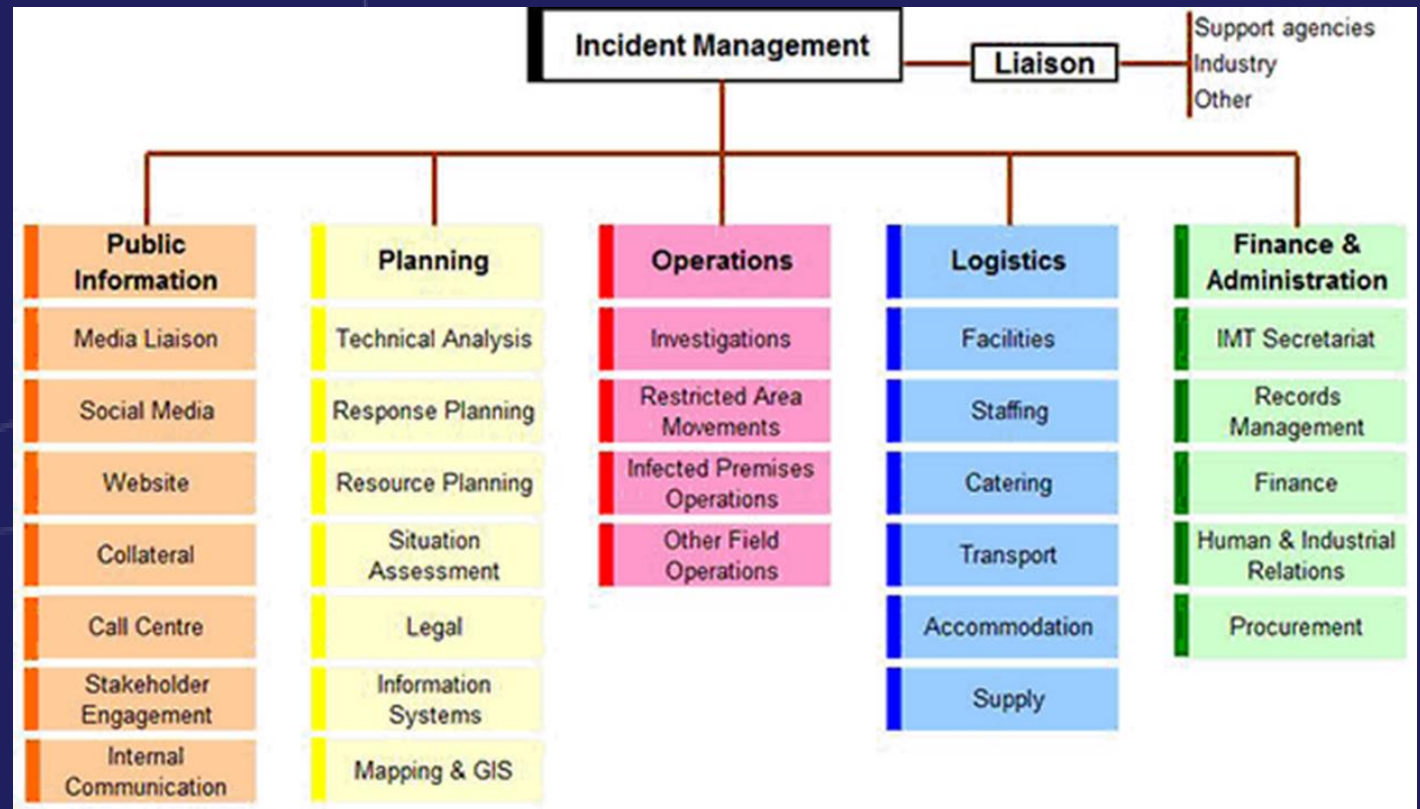 Incident Management
Liaison
Support agencies
Industry
Other
Public
Information
Media Liaison
Social Media
Website
Collateral
Call Centre
Stakeholder
Engagement
Internal
Communication
Planning
Technical Analysis
Response Planning
Resource Planning
Situation
Assessment
Legal
Information
Systems
Mapping & GIS
Operations
Investigations
Restricted Area
Movements
Infected Premises
Operations
Other Field
Operations
Logistics
Facilities
Staffing
Catering
Transport
Accommodation
Supply
Finance &
Administration
IMT Secretariat
Records
Management
Finance
Human & Industrial
Relations
Procurement